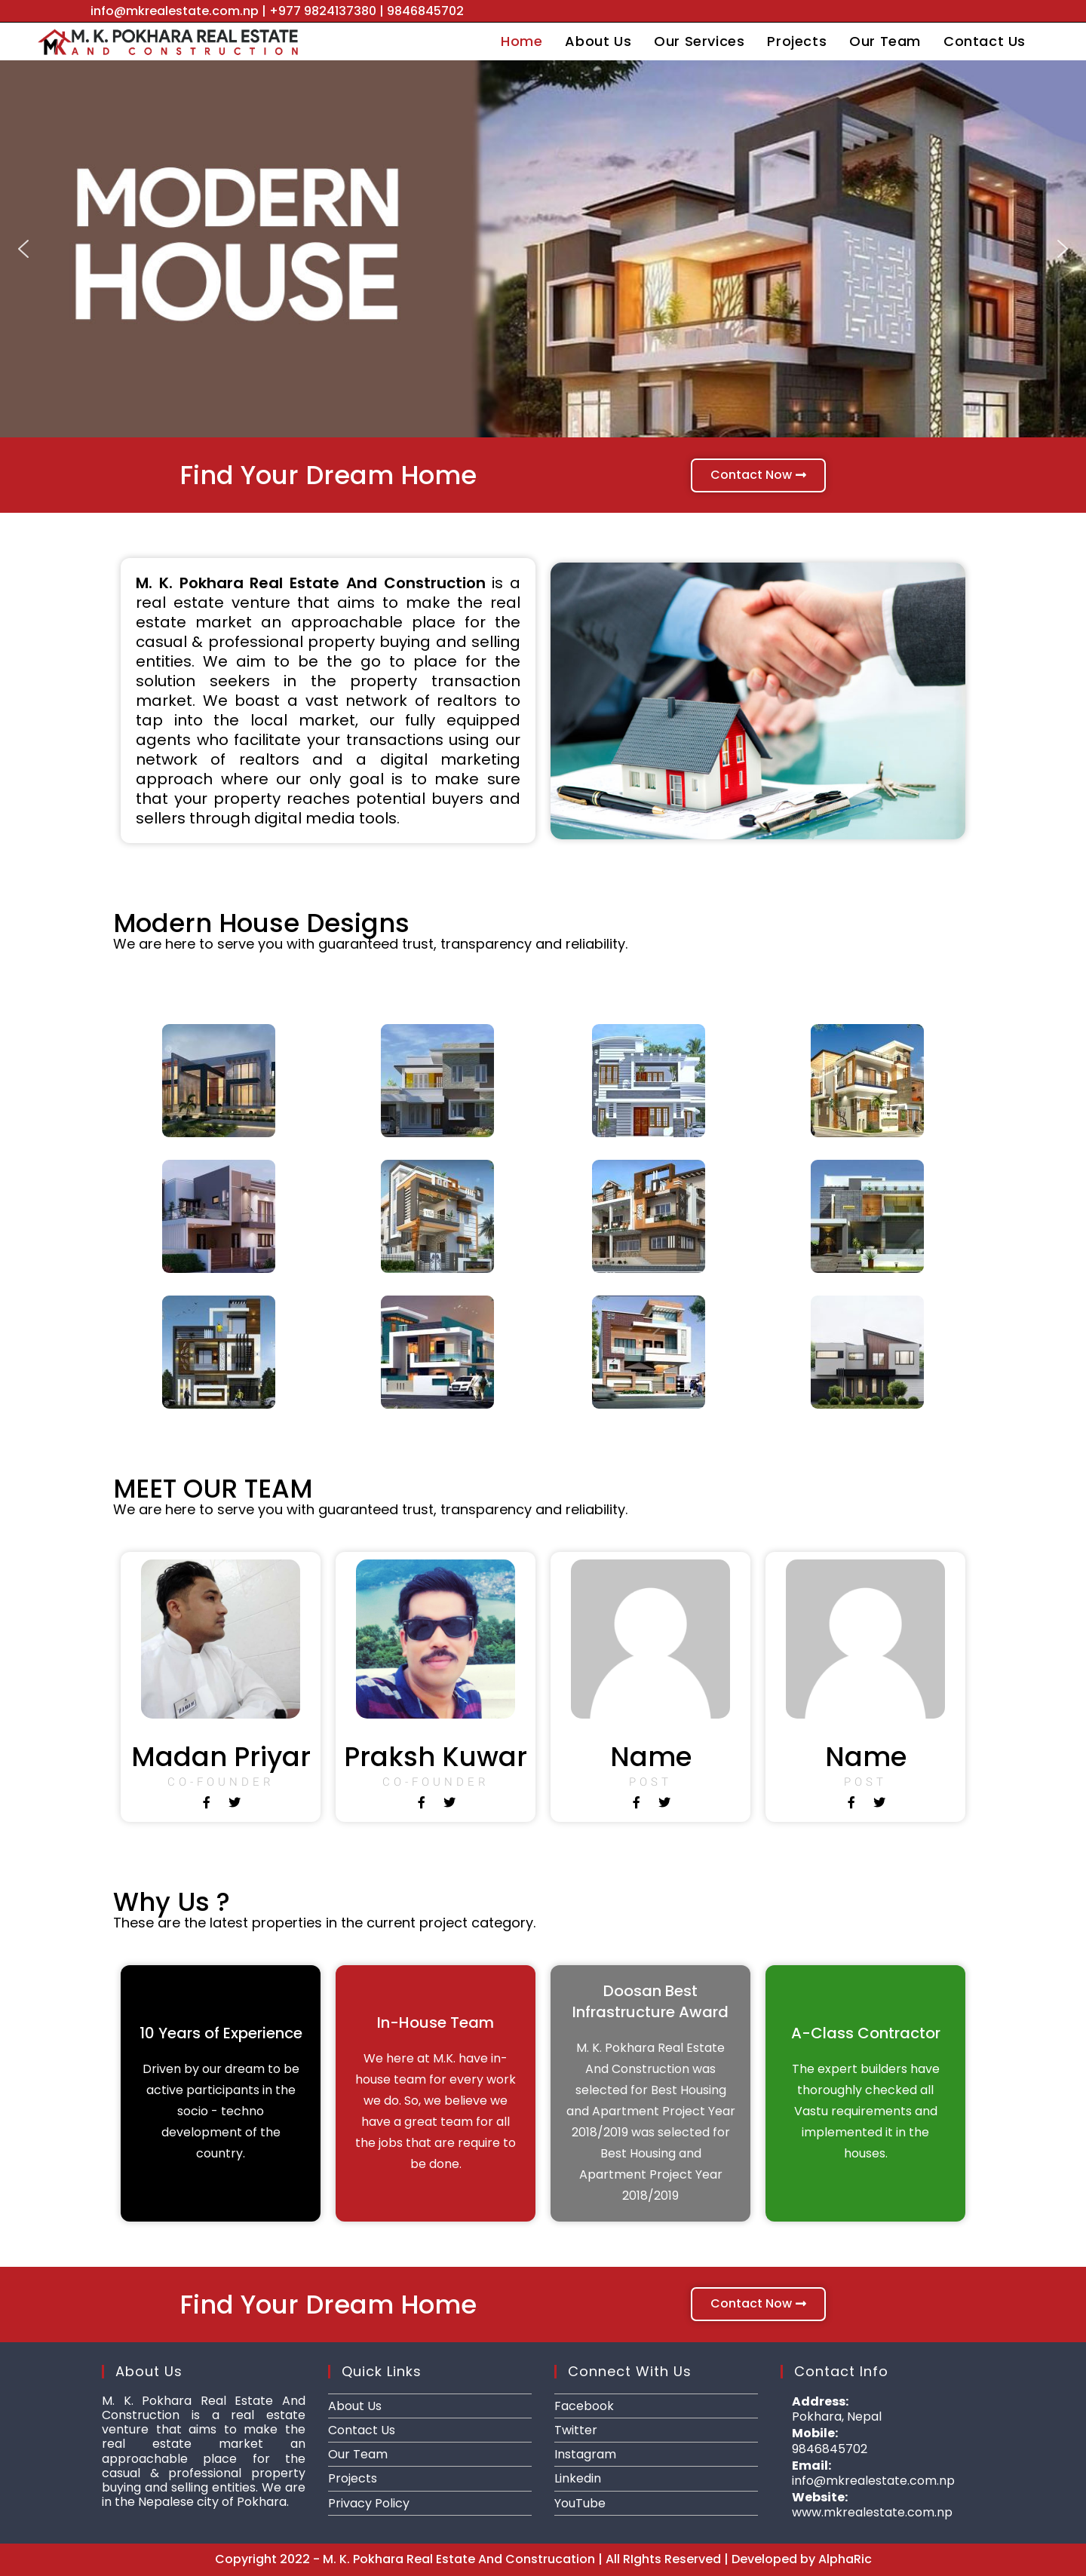 info@mkrealestate.com.np | +977 9824137380 | 9846845702
M. K. POKHARA REAL ESTATE
AND CONSTRUCTION
Home About Us Our Services Projects Our Team Contact Us
MODERN
HOUSE
Find Your Dream Home
Contact Now
M. K. Pokhara Real Estate And Construction is a
real estate venture that aims to make the real
estate market an approachable place for the
casual & professional property buying and selling
entities. We aim to be the go to place for the
solution seekers in the property transaction
market. We boast a vast network of realtors to
tap into the local market, our fully equipped
agents who facilitate your transactions using our
network of realtors and a digital marketing
approach where our only goal is to make sure
that your property reaches potential buyers and
sellers through digital media tools.
Modern House Designs
We are here to serve you with guaranteed trust, transparency and reliability.
MEET OUR TEAM
We are here to serve you with guaranteed trust, transparency and reliability.
Madan Priyar
CO-FOUNDER
Praksh Kuwar
CO-FOUNDER
Name
POST
Name
POST
Why Us ?
These are the latest properties in the current project category.
10 Years of Experience
Driven by our dream to be
active participants in the
socio - techno
development of the
country.
In-House Team
We here at M.K. have in-
house team for every work
we do. So, we believe we
have a great team for all
the jobs that are require to
be done.
Doosan Best
Infrastructure Award
M. K. Pokhara Real Estate
And Construction was
selected for Best Housing
and Apartment Project Year
2018/2019 was selected for
Best Housing and
Apartment Project Year
2018/2019
A-Class Contractor
The expert builders have
thoroughly checked all
Vastu requirements and
implemented it in the
houses.
Find Your Dream Home
Contact Now
About Us
M. K. Pokhara Real Estate And
Construction is a real estate
venture that aims to make the
real estate market an
approachable place for the
casual & professional property
buying and selling entities. We are
in the Nepalese city of Pokhara.
Quick Links
About Us
Contact Us
Our Team
Projects
Privacy Policy
Connect With Us
Facebook
Twitter
Instagram
Linkedin
YouTube
Contact Info
Address:
Pokhara, Nepal
Mobile:
9846845702
Email:
info@mkrealestate.com.np
Website:
www.mkrealestate.com.np
Copyright 2022 - M. K. Pokhara Real Estate And Construcation | All RIghts Reserved | Developed by AlphaRic